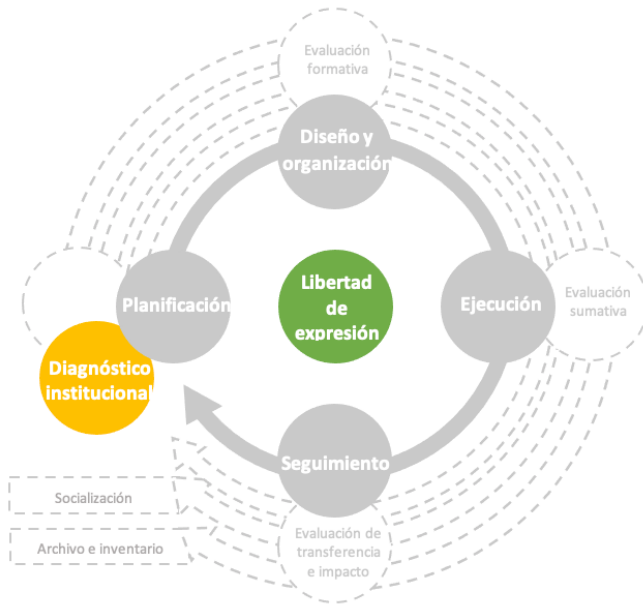 Evaluación
formativa
Diseño y
organización
Planificación
Libertad
de
expresión
Ejecución
Evaluación
sumativa
Diagnóstico
institucional
Seguimiento
Socialización
Archivo e inventario
Evaluación de
transferencia
e impacto